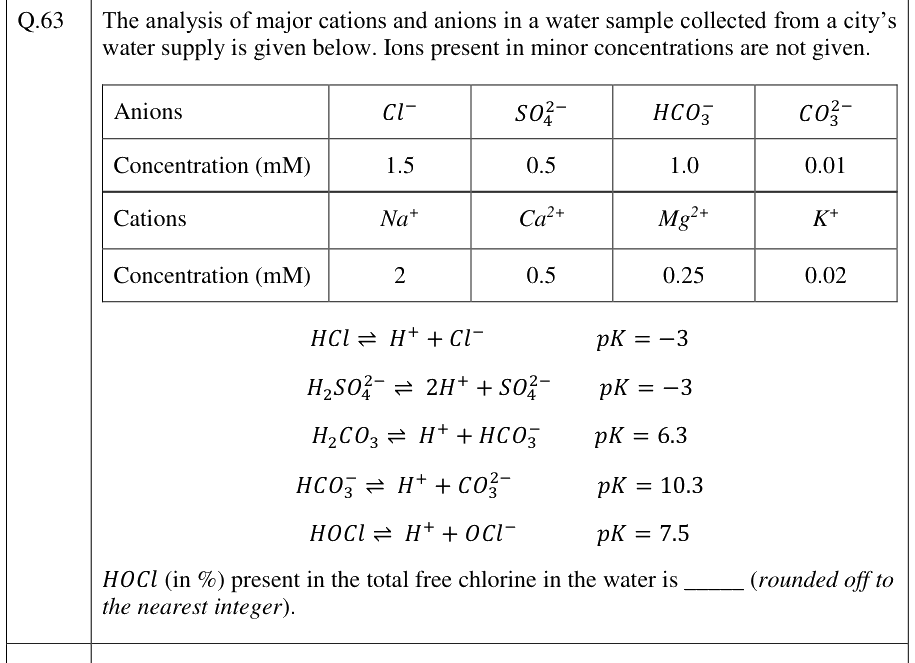 Q.63 The analysis of major cations and anions in a water sample collected from a city’s
water supply is given below. Ions present in minor concentrations are not given.
Anions Cl⁻ SO₄²⁻ HCO₃⁻ CO₃²⁻
Concentration (mM) 1.5 0.5 1.0 0.01
Cations Na⁺ Ca²⁺ Mg²⁺ K⁺
Concentration (mM) 2 0.5 0.25 0.02
HCl ⇌ H⁺ + Cl⁻ pK = −3
H₂SO₄²⁻ ⇌ 2H⁺ + SO₄²⁻ pK = −3
H₂CO₃ ⇌ H⁺ + HCO₃⁻ pK = 6.3
HCO₃⁻ ⇌ H⁺ + CO₃²⁻ pK = 10.3
HOCl ⇌ H⁺ + OCl⁻ pK = 7.5
HOCl (in %) present in the total free chlorine in the water is _____ (rounded off to
the nearest integer).